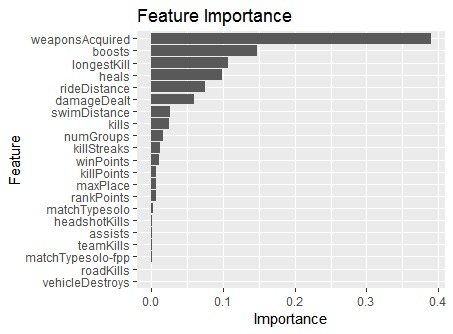 Feature Importance
weaponsAcquired
boosts
longestKill
heals
rideDistance
damageDealt
swimDistance
kills
numGroups
killStreaks
winPoints
killPoints
maxPlace
rankPoints
matchTypesolo
headshotKills
assists
teamKills
matchTypesolo-fpp
roadKills
vehicleDestroys
Feature
0.0 0.1 0.2 0.3 0.4
Importance